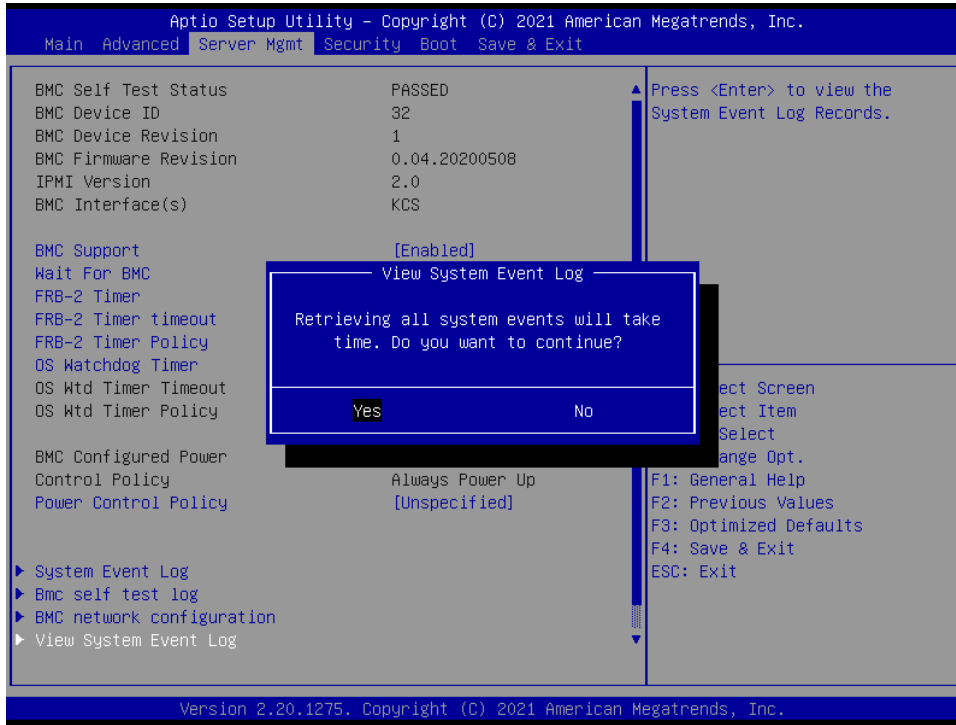 Aptio Setup Utility – Copyright (C) 2021 American Megatrends, Inc.
Main Advanced Server Mgmt Security Boot Save & Exit
BMC Self Test Status PASSED
BMC Device ID 32
BMC Device Revision 1
BMC Firmware Revision 0.04.20200508
IPMI Version 2.0
BMC Interface(s) KCS
BMC Support [Enabled]
Wait For BMC
FRB-2 Timer
FRB-2 Timer timeout
FRB-2 Timer Policy
OS Watchdog Timer
OS Wtd Timer Timeout
OS Wtd Timer Policy
BMC Configured Power
Control Policy Always Power Up
Power Control Policy [Unspecified]
System Event Log
Bmc self test log
BMC network configuration
View System Event Log
View System Event Log
Retrieving all system events will take
time. Do you want to continue?
Yes No
Press <Enter> to view the
System Event Log Records.
ect Screen
ect Item
Select
ange Opt.
F1: General Help
F2: Previous Values
F3: Optimized Defaults
F4: Save & Exit
ESC: Exit
Version 2.20.1275. Copyright (C) 2021 American Megatrends, Inc.